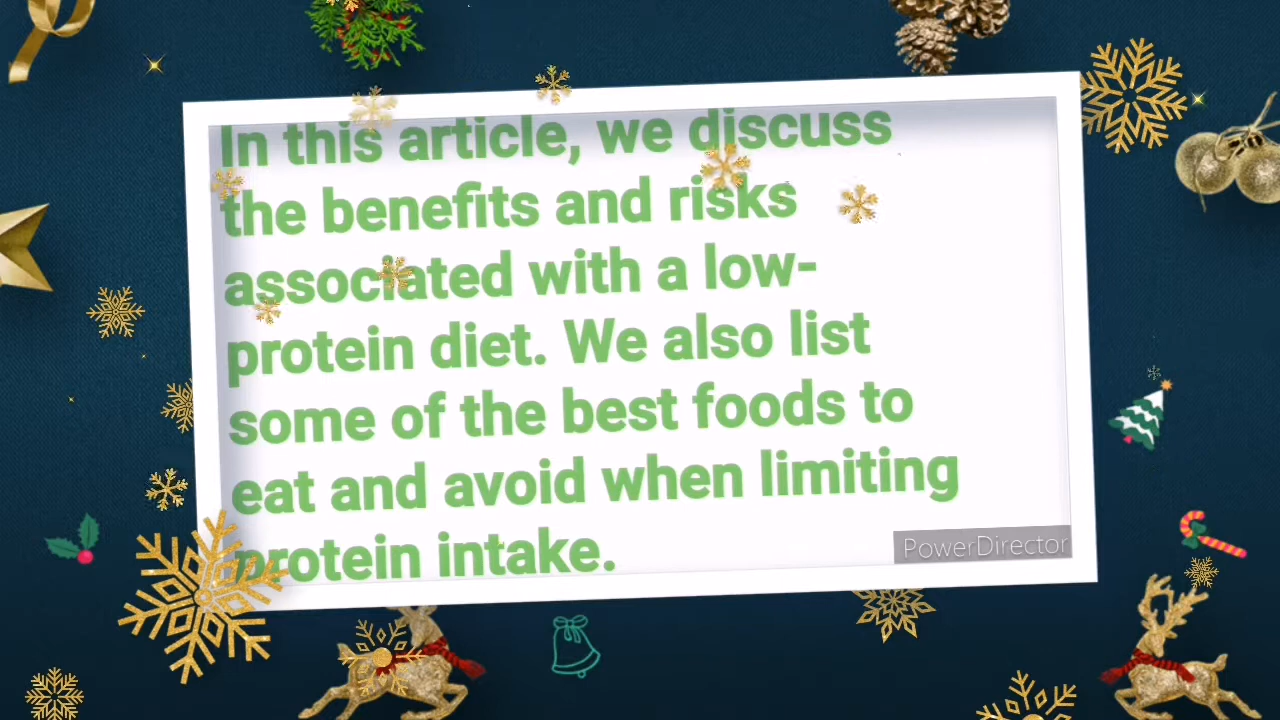 In this article, we discuss
the benefits and risks
associated with a low-
protein diet. We also list
some of the best foods to
eat and avoid when limiting
protein intake.
PowerDirector